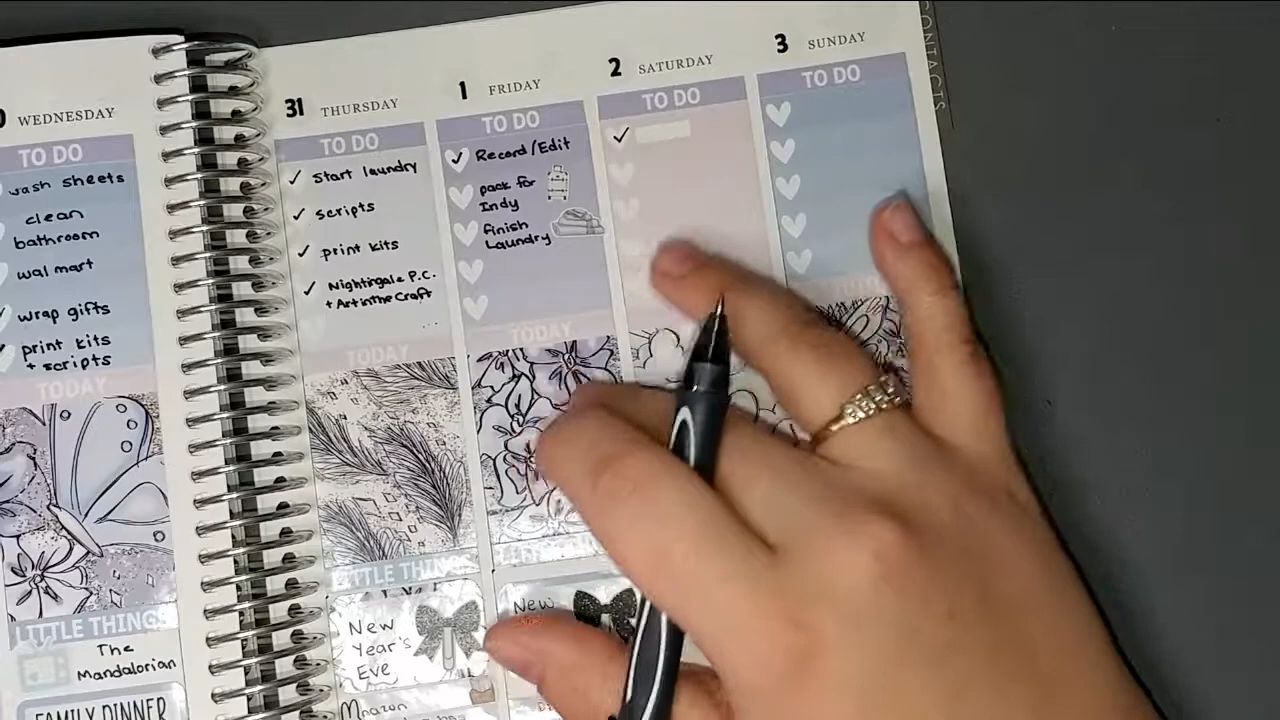 CONTACTS
WEDNESDAY
TO DO
wash sheets
clean
bathroom
walmart
wrap gifts
print kits
+ scripts
TODAY
LITTLE THINGS
The
Mandalorian
FAMILY DINNER
31 THURSDAY
TO DO
start laundry
scripts
print kits
Nightingale P.C.
+ Art in the Craft
...
TODAY
LITTLE THINGS
New
Year's
Eve
1 FRIDAY
TO DO
Record/Edit
pack for
Indy
finish
Laundry
TODAY
LITTLE
New
2 SATURDAY
TO DO
3 SUNDAY
TO DO